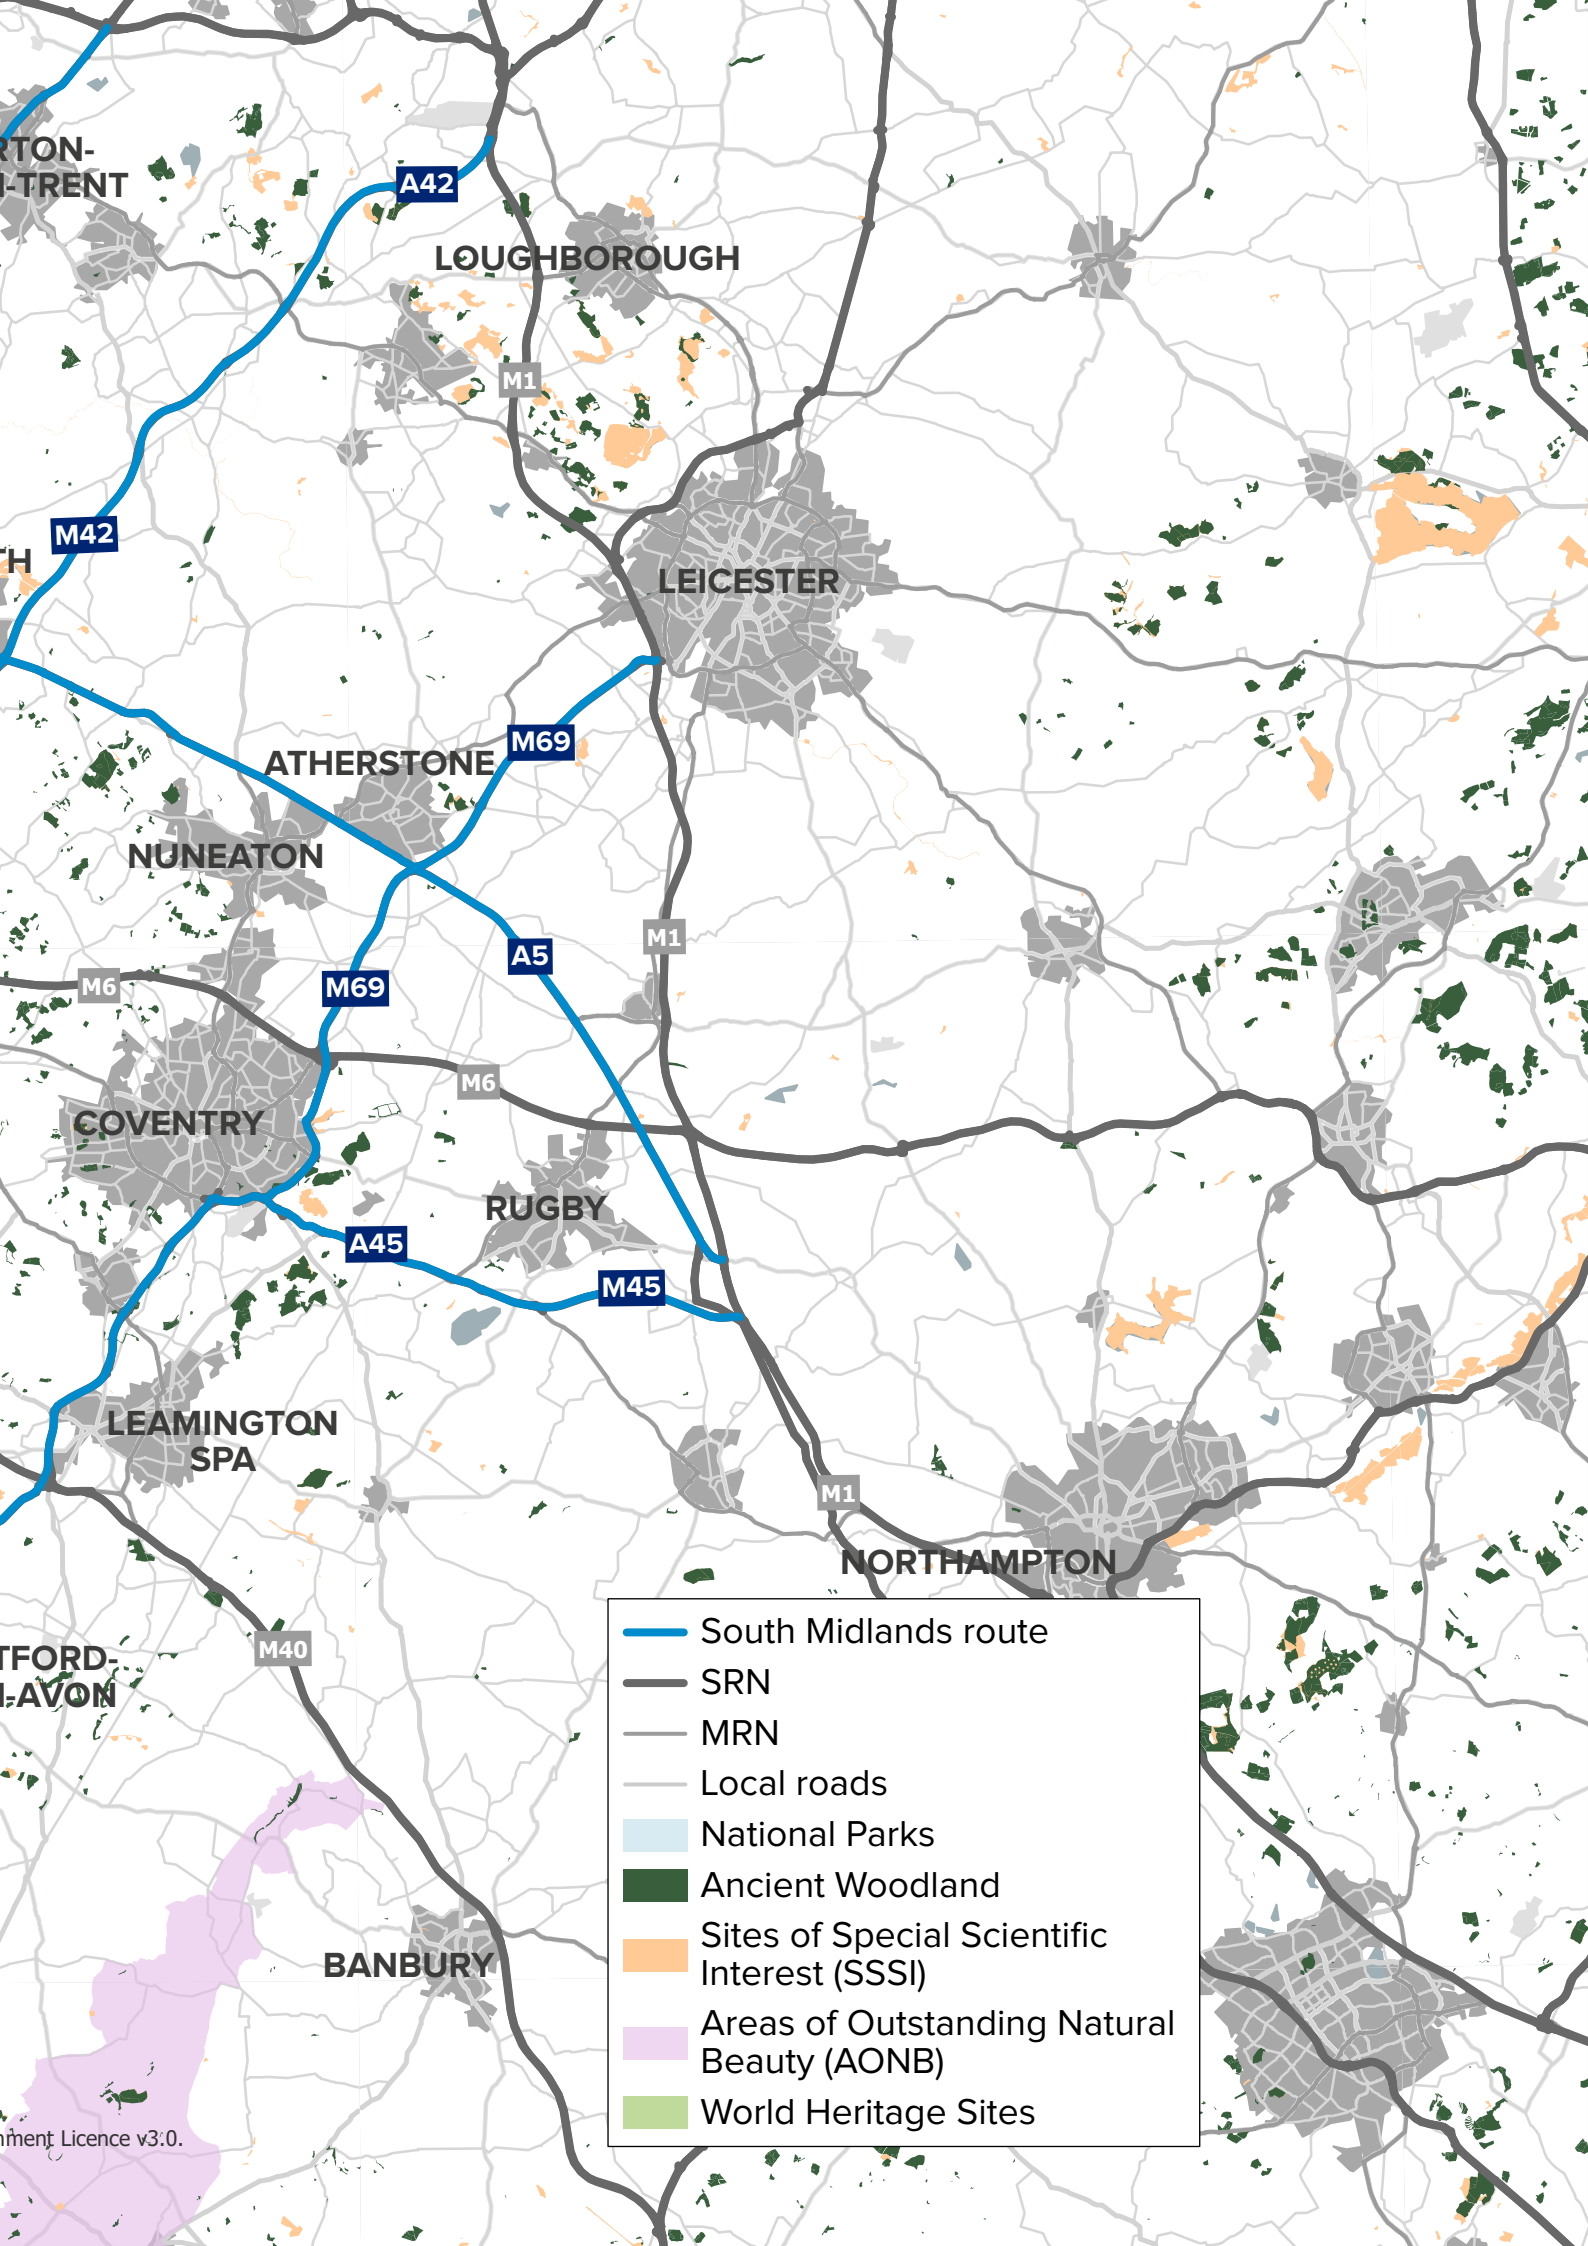 RTON-
-TRENT
A42
LOUGHBOROUGH
M1
M42
TH
LEICESTER
M69
ATHERSTONE
NUNEATON
M1
A5
M6
M69
M6
COVENTRY
RUGBY
A45
M45
LEAMINGTON
SPA
M1
NORTHAMPTON
South Midlands route
SRN
M40
TFORD-
-AVON
MRN
Local roads
National Parks
Ancient Woodland
Sites of Special Scientific
Interest (SSSI)
BANBURY
Areas of Outstanding Natural
Beauty (AONB)
World Heritage Sites
nment Licence v3.0.